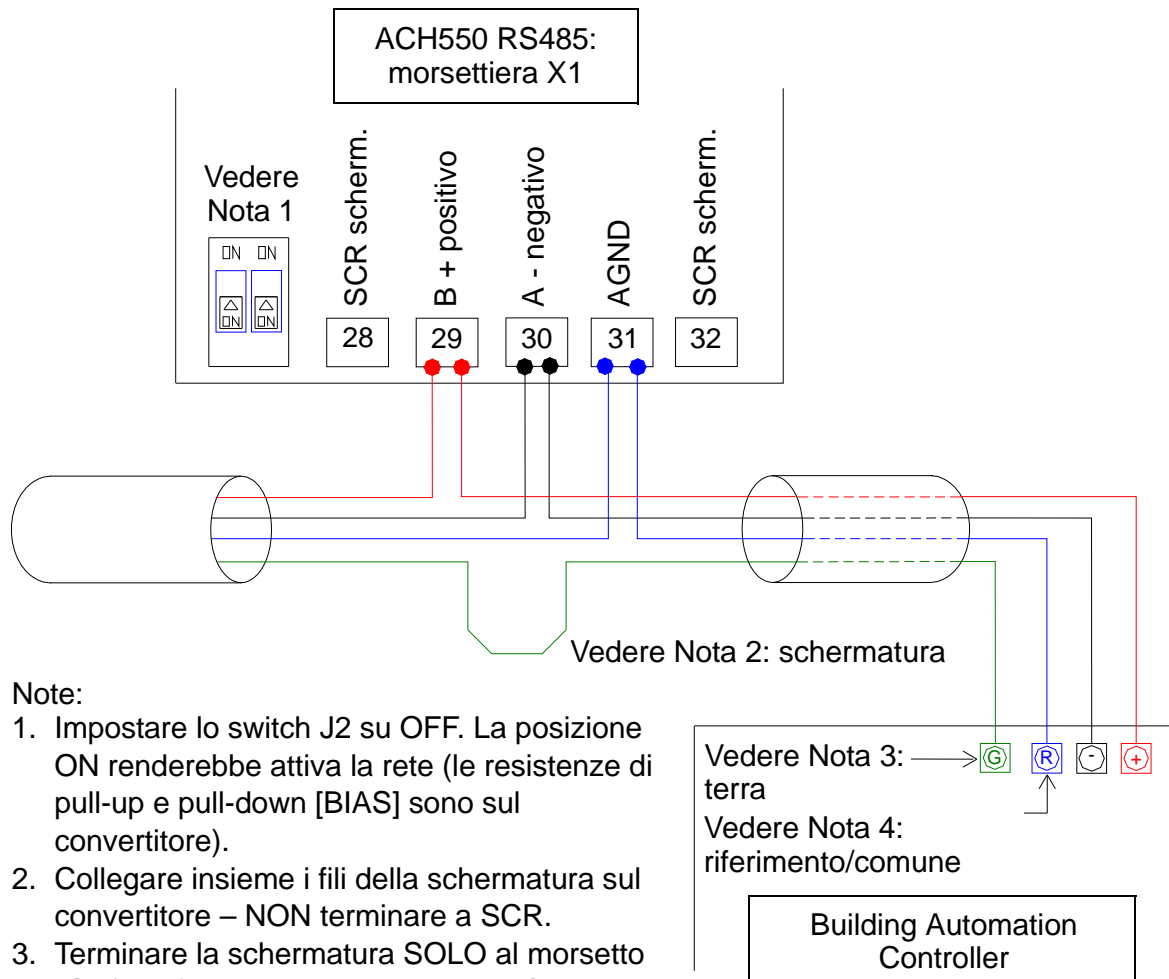 ACH550 RS485:
morsettiera X1
Vedere
Nota 1
ON ON
ON ON
SCR scherm.
B + positivo
A - negativo
AGND
SCR scherm.
28 29 30 31 32
Vedere Nota 2: schermatura
Note:
1. Impostare lo switch J2 su OFF. La posizione
ON renderebbe attiva la rete (le resistenze di
pull-up e pull-down [BIAS] sono sul
convertitore).
2. Collegare insieme i fili della schermatura sul
convertitore – NON terminare a SCR.
3. Terminare la schermatura SOLO al morsetto
Vedere Nota 3:
terra
G R - +
Vedere Nota 4:
riferimento/comune
Building Automation
Controller